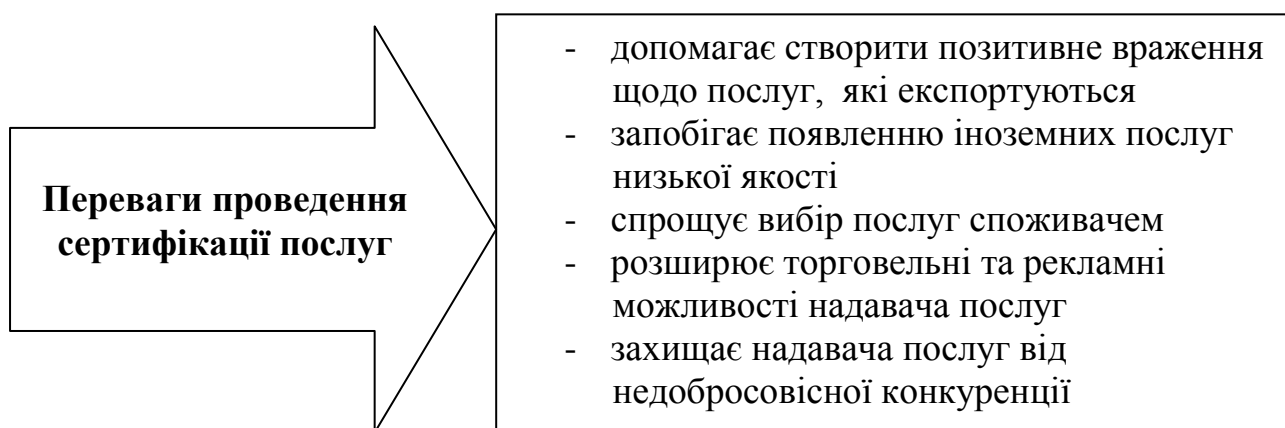 Переваги проведення
сертифікації послуг
- допомагає створити позитивне враження
щодо послуг, які експортуються
- запобігає появленню іноземних послуг
низької якості
- спрощує вибір послуг споживачем
- розширює торговельні та рекламні
можливості надавача послуг
- захищає надавача послуг від
недобросовісної конкуренції